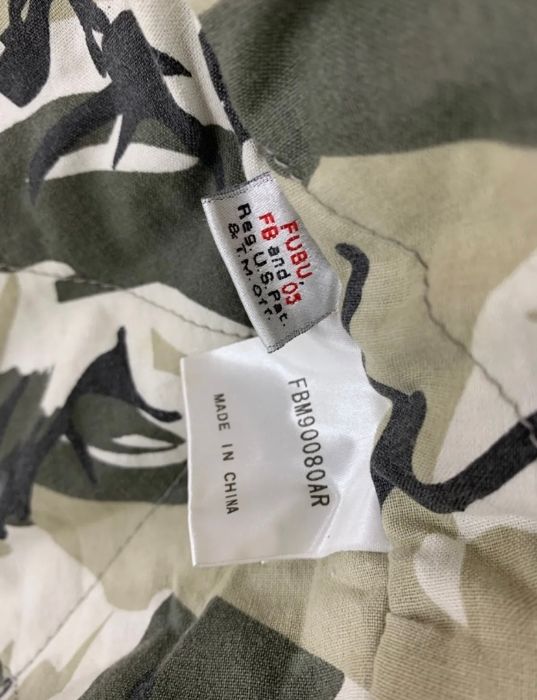 FUBU, 05
FB and
Reg. U.S. Pat.
& T.M. Off.
FBM90080AR
MADE IN CHINA